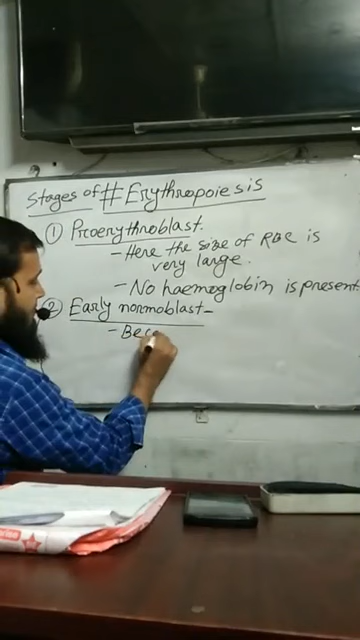 Stages of # Erythropoiesis
① Proerythroblast.
- Here the size of RBC is
very large.
- No haemoglobin is present
② Early normoblast -
- Beco